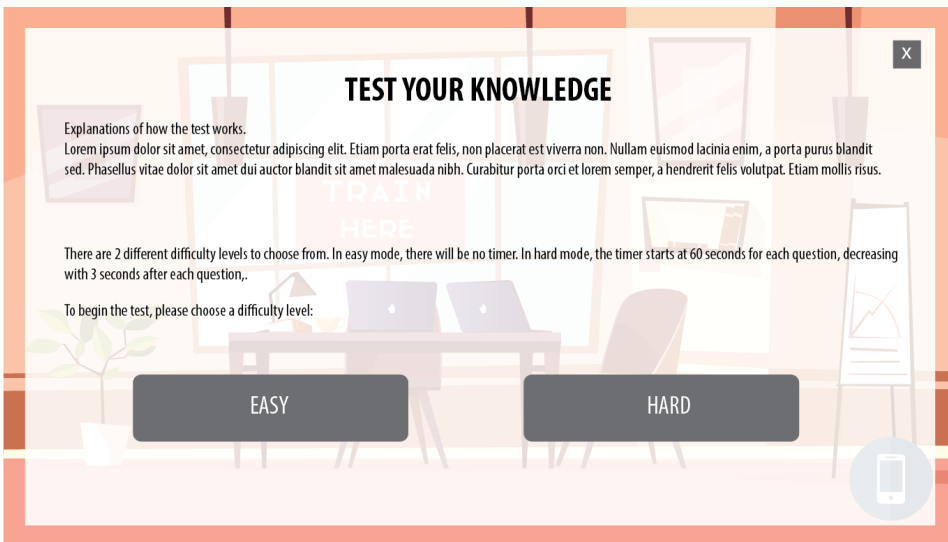 X
TEST YOUR KNOWLEDGE
Explanations of how the test works.
Lorem ipsum dolor sit amet, consectetur adipiscing elit. Etiam porta erat felis, non placerat est viverra non. Nullam euismod lacinia enim, a porta purus blandit
sed. Phasellus vitae dolor sit amet dui auctor blandit sit amet malesuada nibh. Curabitur porta orci et lorem semper, a hendrerit felis volutpat. Etiam mollis risus.
TRAIN
HERE
There are 2 different difficulty levels to choose from. In easy mode, there will be no timer. In hard mode, the timer starts at 60 seconds for each question, decreasing
with 3 seconds after each question,.
To begin the test, please choose a difficulty level:
EASY
HARD